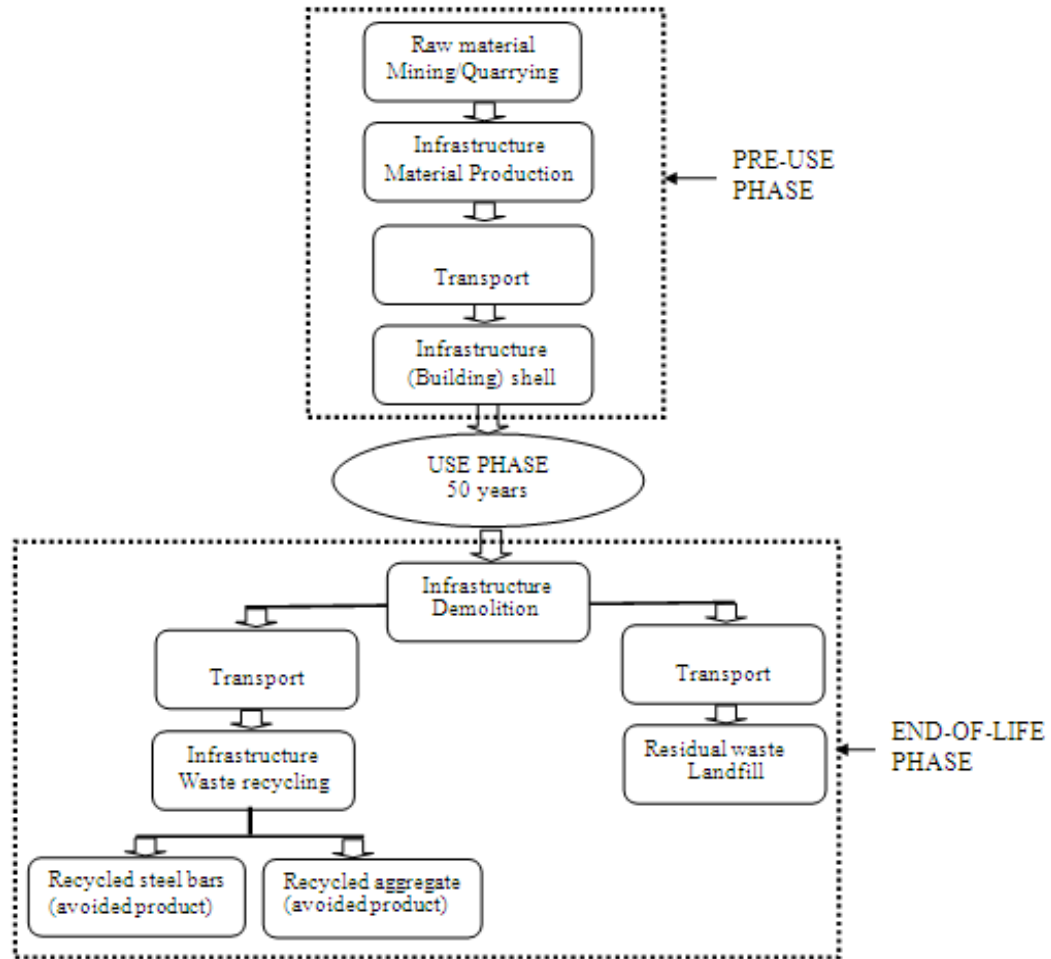 Raw material
Mining/Quarrying
Infrastructure
Material Production
PRE-USE
PHASE
Transport
Infrastructure
(Building) shell
USE PHASE
50 years
Infrastructure
Demolition
Transport
Transport
Infrastructure
Waste recycling
Residual waste
Landfill
END-OF-LIFE
PHASE
Recycled steel bars
(avoided product)
Recycled aggregate
(avoided product)